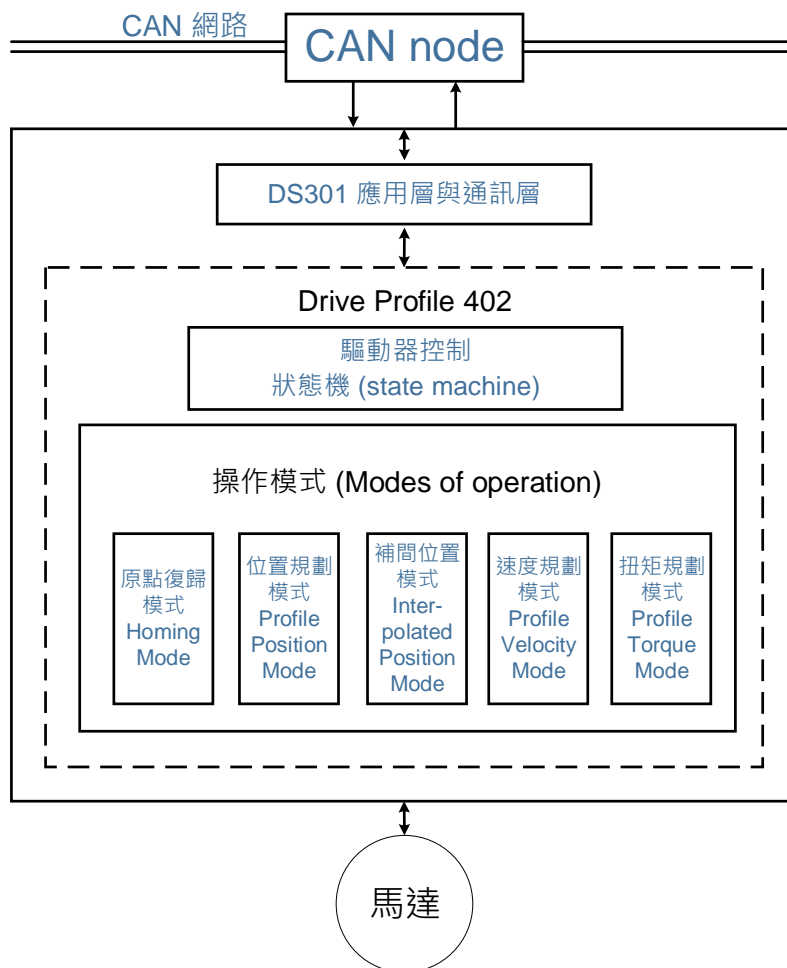 CAN 網路
CAN node
DS301 應用層與通訊層
Drive Profile 402
驅動器控制
狀態機 (state machine)
操作模式 (Modes of operation)
原點復歸
模式
Homing
Mode
位置規劃
模式
Profile
Position
Mode
補間位置
模式
Inter-
polated
Position
Mode
速度規劃
模式
Profile
Velocity
Mode
扭矩規劃
模式
Profile
Torque
Mode
馬達